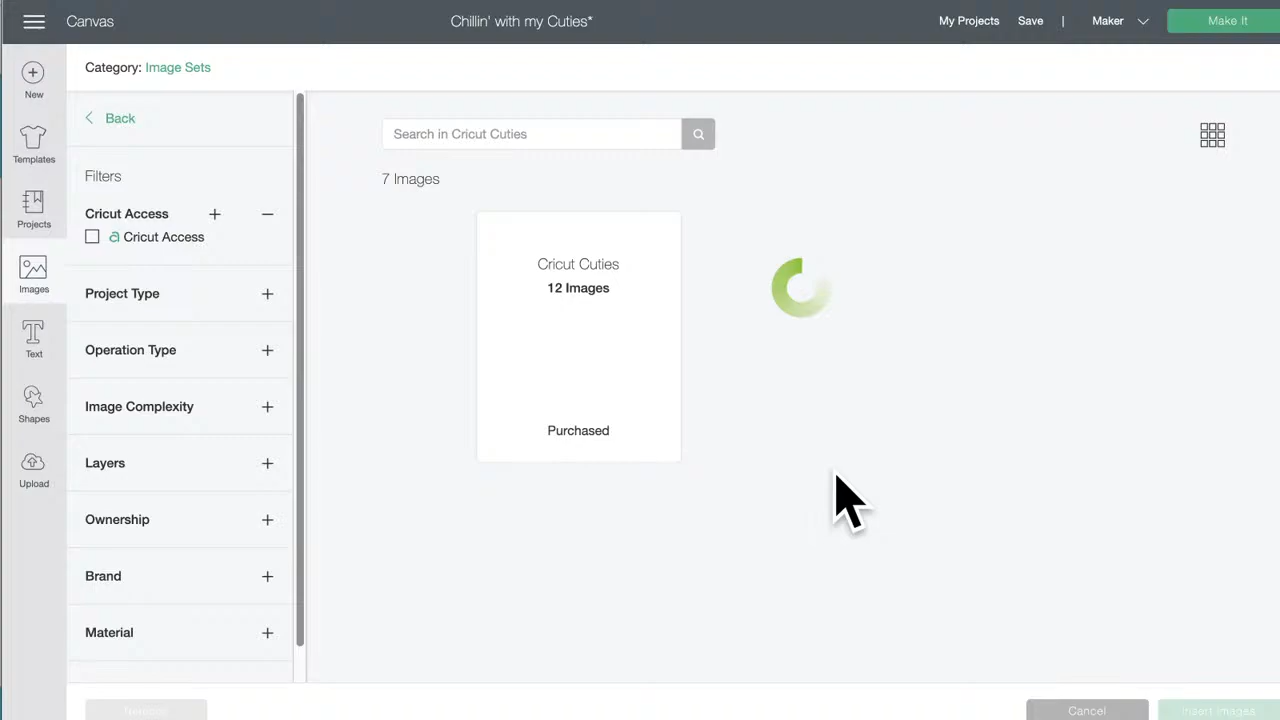 Canvas
Chillin' with my Cuties*
My Projects
Save
|
Maker
Make It
Category: Image Sets
New
Templates
Projects
Images
Text
Shapes
Upload
Back
Filters
Cricut Access
a Cricut Access
Project Type
Operation Type
Image Complexity
Layers
Ownership
Brand
Material
Search in Cricut Cuties
7 Images
Cricut Cuties
12 Images
Purchased
Cancel
Insert Images